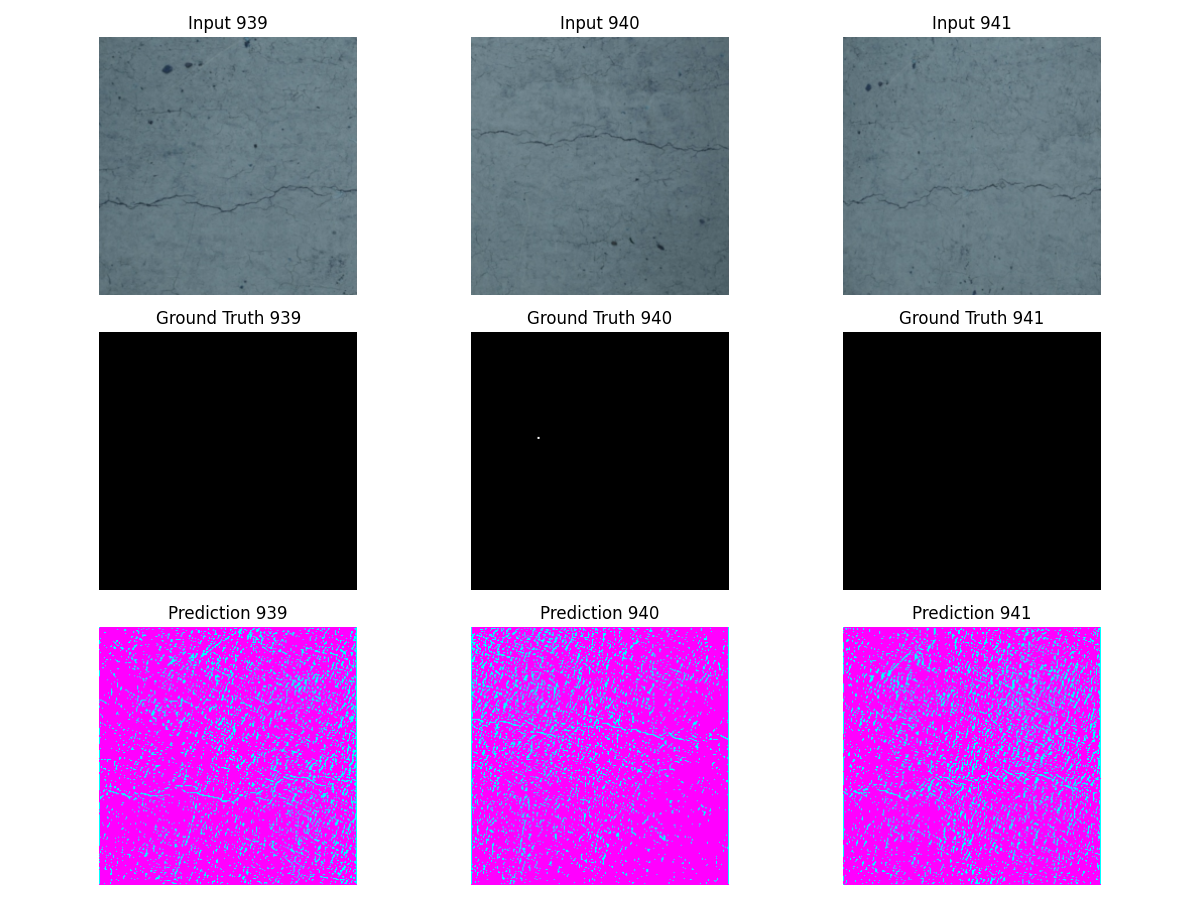 Input 939
Input 940
Input 941
Ground Truth 939
Ground Truth 940
Ground Truth 941
Prediction 939
Prediction 940
Prediction 941